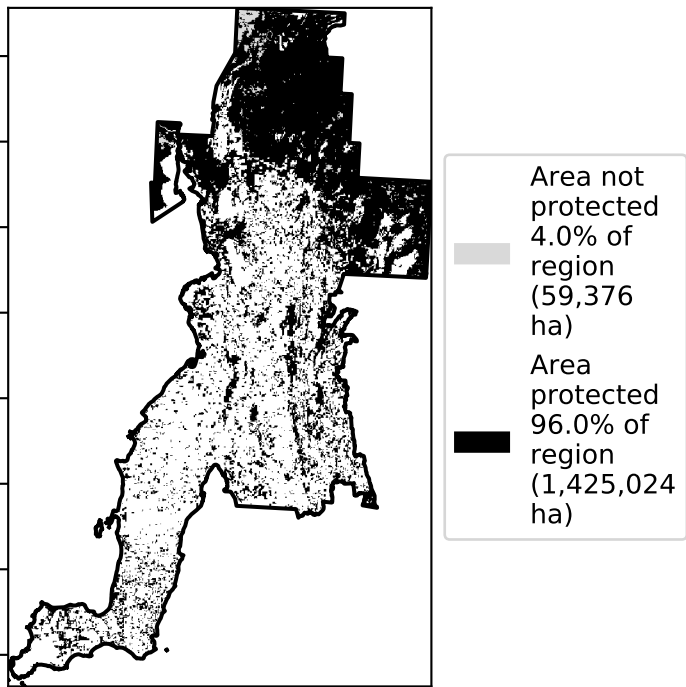 Area not
protected
4.0% of
region
(59,376
ha)
Area
protected
96.0% of
region
(1,425,024
ha)